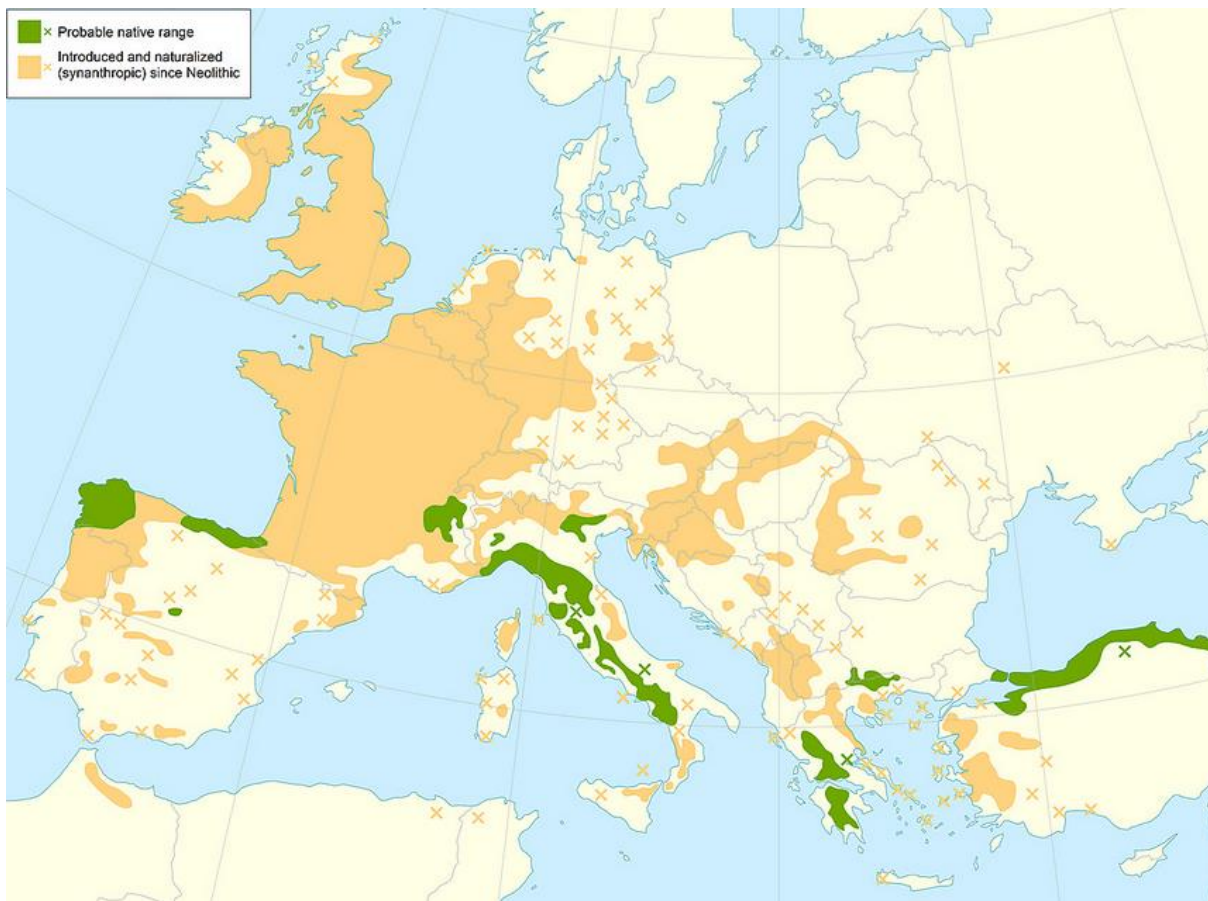 Probable native range
Introduced and naturalized
(synanthropic) since Neolithic